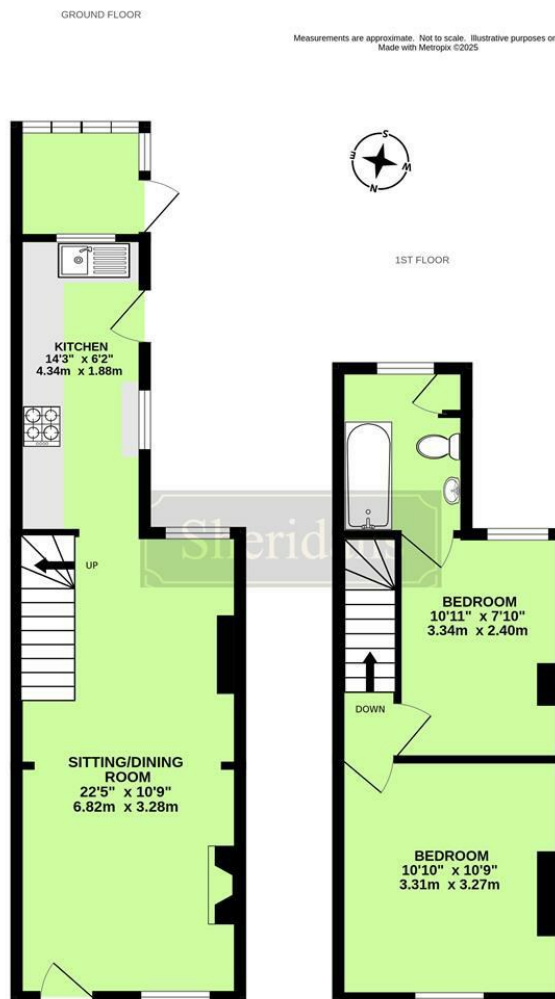 GROUND FLOOR
Measurements are approximate. Not to scale. Illustrative purposes on
Made with Metropix ©2025
S
E
W
N
1ST FLOOR
KITCHEN
14'3" x 6'2"
4.34m x 1.88m
Sheridans
UP
BEDROOM
10'11" x 7'10"
3.34m x 2.40m
DOWN
SITTING/DINING
ROOM
22'5" x 10'9"
6.82m x 3.28m
BEDROOM
10'10" x 10'9"
3.31m x 3.27m